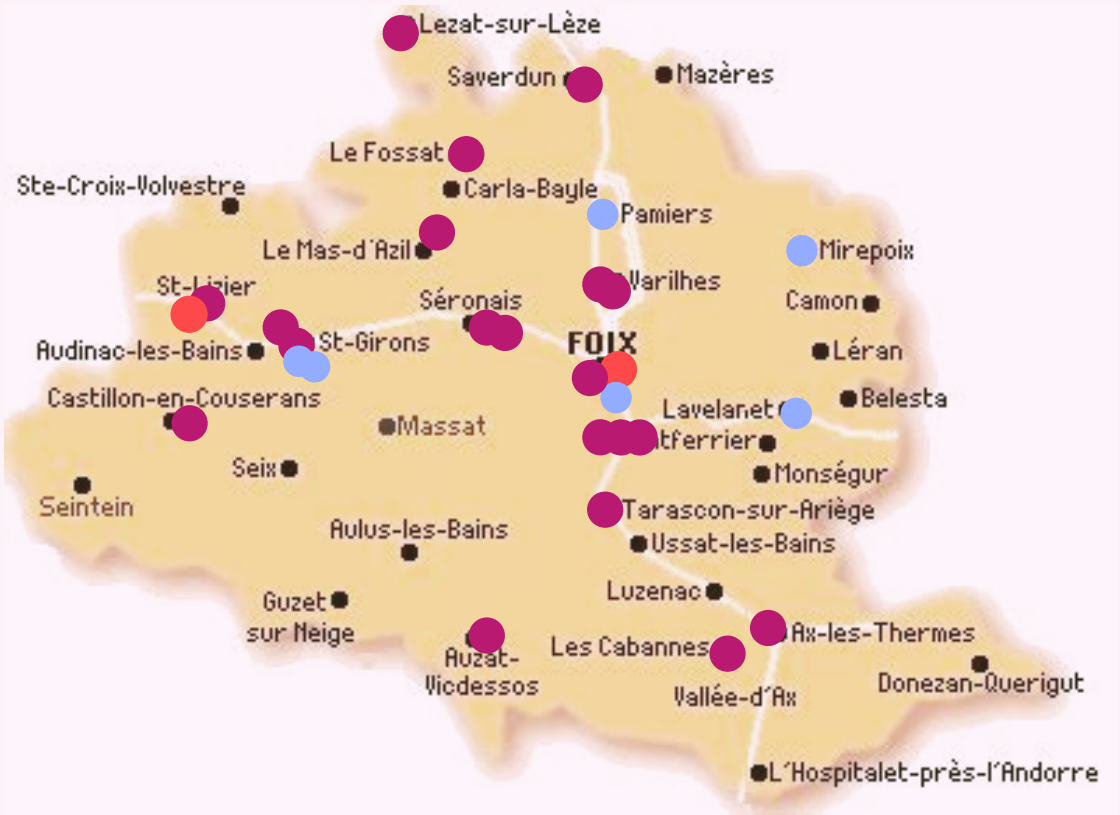 Lezat-sur-Lèze
Saverdun
Mazères
Le Fossat
Ste-Croix-Volvestre
Carla-Bayle
Pamiers
Le Mas-d'Azil
Mirepoix
St-Lizier
Varilhes
Séronais
Camon
FOIX
St-Girons
Audinac-les-Bains
Léran
Castillon-en-Couserans
Belesta
Lavelanet
Massat
tferrier
Seix
Monségur
Seintein
Tarascon-sur-Ariège
Aulus-les-Bains
Ussat-les-Bains
Luzenac
Guzet
sur Neige
Ax-les-Thermes
Les Cabannes
Auzat-
Vicdessos
Donezan-Querigut
Vallée-d'Ax
L'Hospitalet-près-l'Andorre